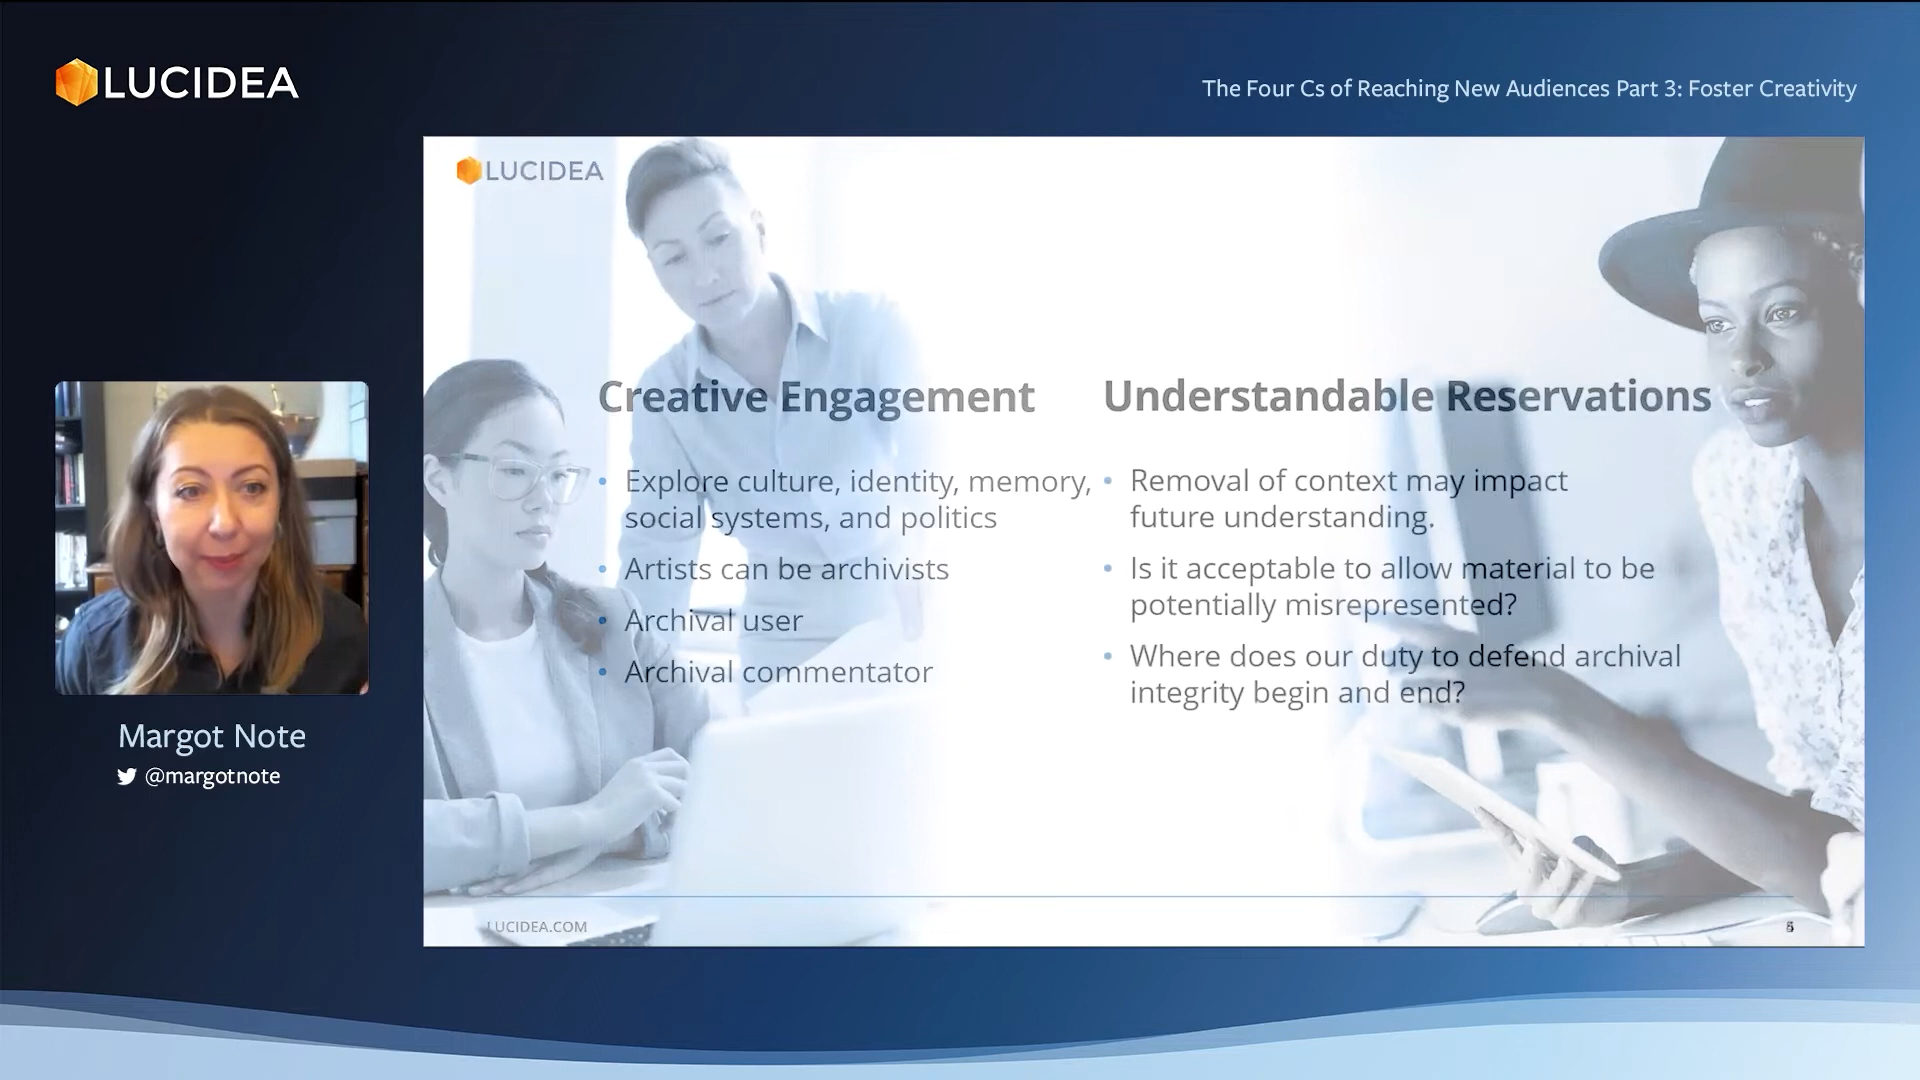 LUCIDEA
The Four Cs of Reaching New Audiences Part 3: Foster Creativity
LUCIDEA
Creative Engagement
• Explore culture, identity, memory,
social systems, and politics
• Artists can be archivists
• Archival user
• Archival commentator
Understandable Reservations
• Removal of context may impact
future understanding.
• Is it acceptable to allow material to be
potentially misrepresented?
• Where does our duty to defend archival
integrity begin and end?
Margot Note
@margotnote
LUCIDEA.COM